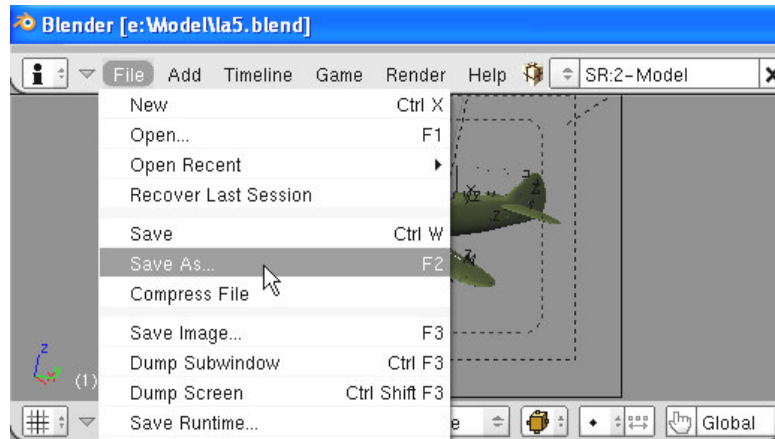 Blender [e:\Model\la5.blend]
File Add Timeline Game Render Help SR:2-Model
New Ctrl X
Open... F1
Open Recent
Recover Last Session
Save Ctrl W
Save As... F2
Compress File
Save Image... F3
Dump Subwindow Ctrl F3
Dump Screen Ctrl Shift F3
Save Runtime...
z
(1)
e
Global